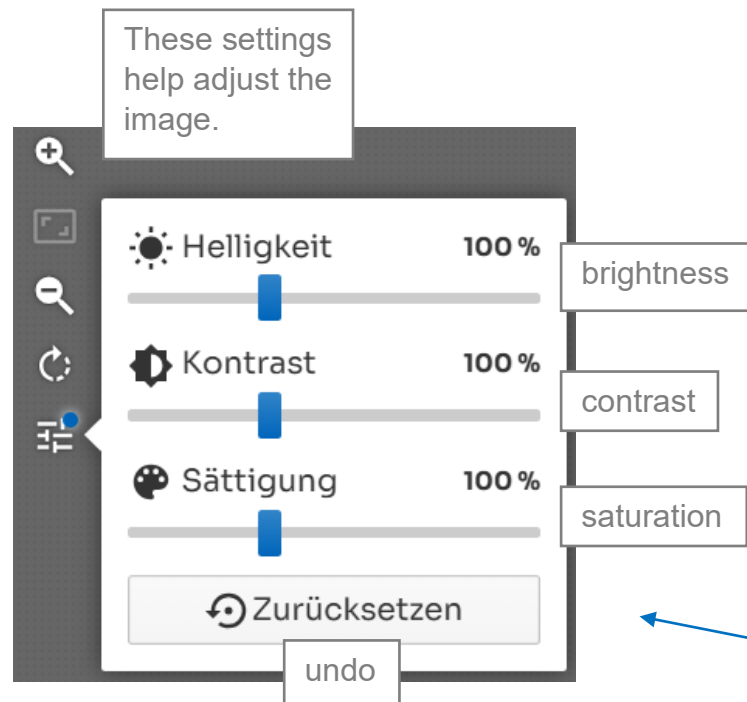 These settings
help adjust the
image.
Helligkeit 100 %
brightness
Kontrast 100 %
contrast
Sättigung 100 %
saturation
Zurücksetzen
undo